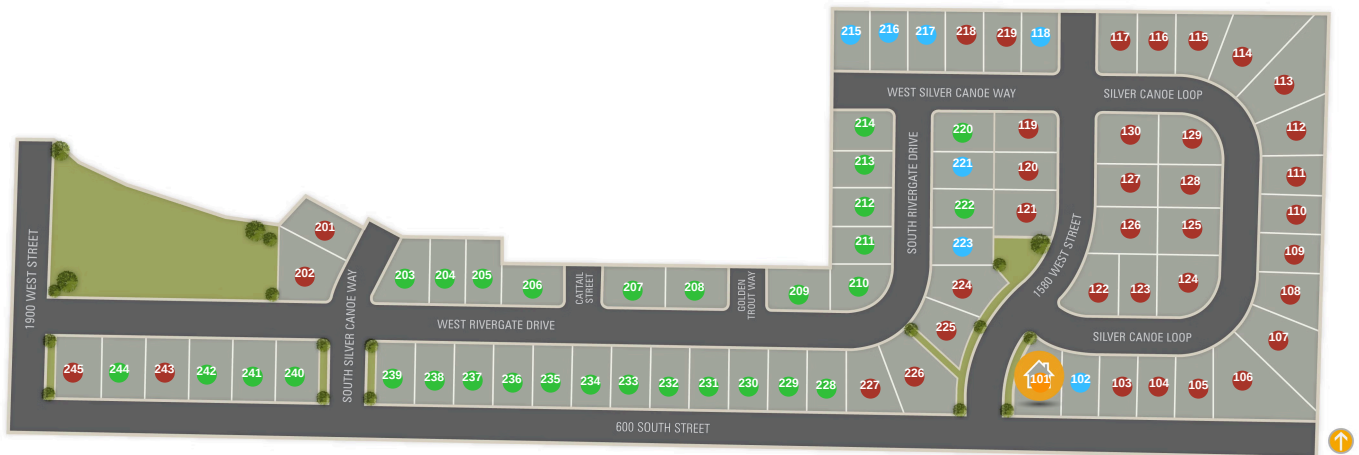 215 216 217 218 219 118 117 116 115 114
113
WEST SILVER CANOE WAY
SILVER CANOE LOOP
214 220 119 130 129 112
213 221 120 127 128 111
212 222 121 126 125 110
211 223 109
SOUTH RIVERGATE DRIVE
1580 WEST STREET
201
202
203 204 205 206
CATTAIL
STREET
207 208
GOLDEN
TROUT WAY
209 210
224 122 123 124 108
225
1900 WEST STREET
SOUTH SILVER CANOE WAY
WEST RIVERGATE DRIVE
SILVER CANOE LOOP
107
245 244 243 242 241 240
239 238 237 236 235 234 233 232 231 230 229 228 227 226
101 102 103 104 105 106
600 SOUTH STREET